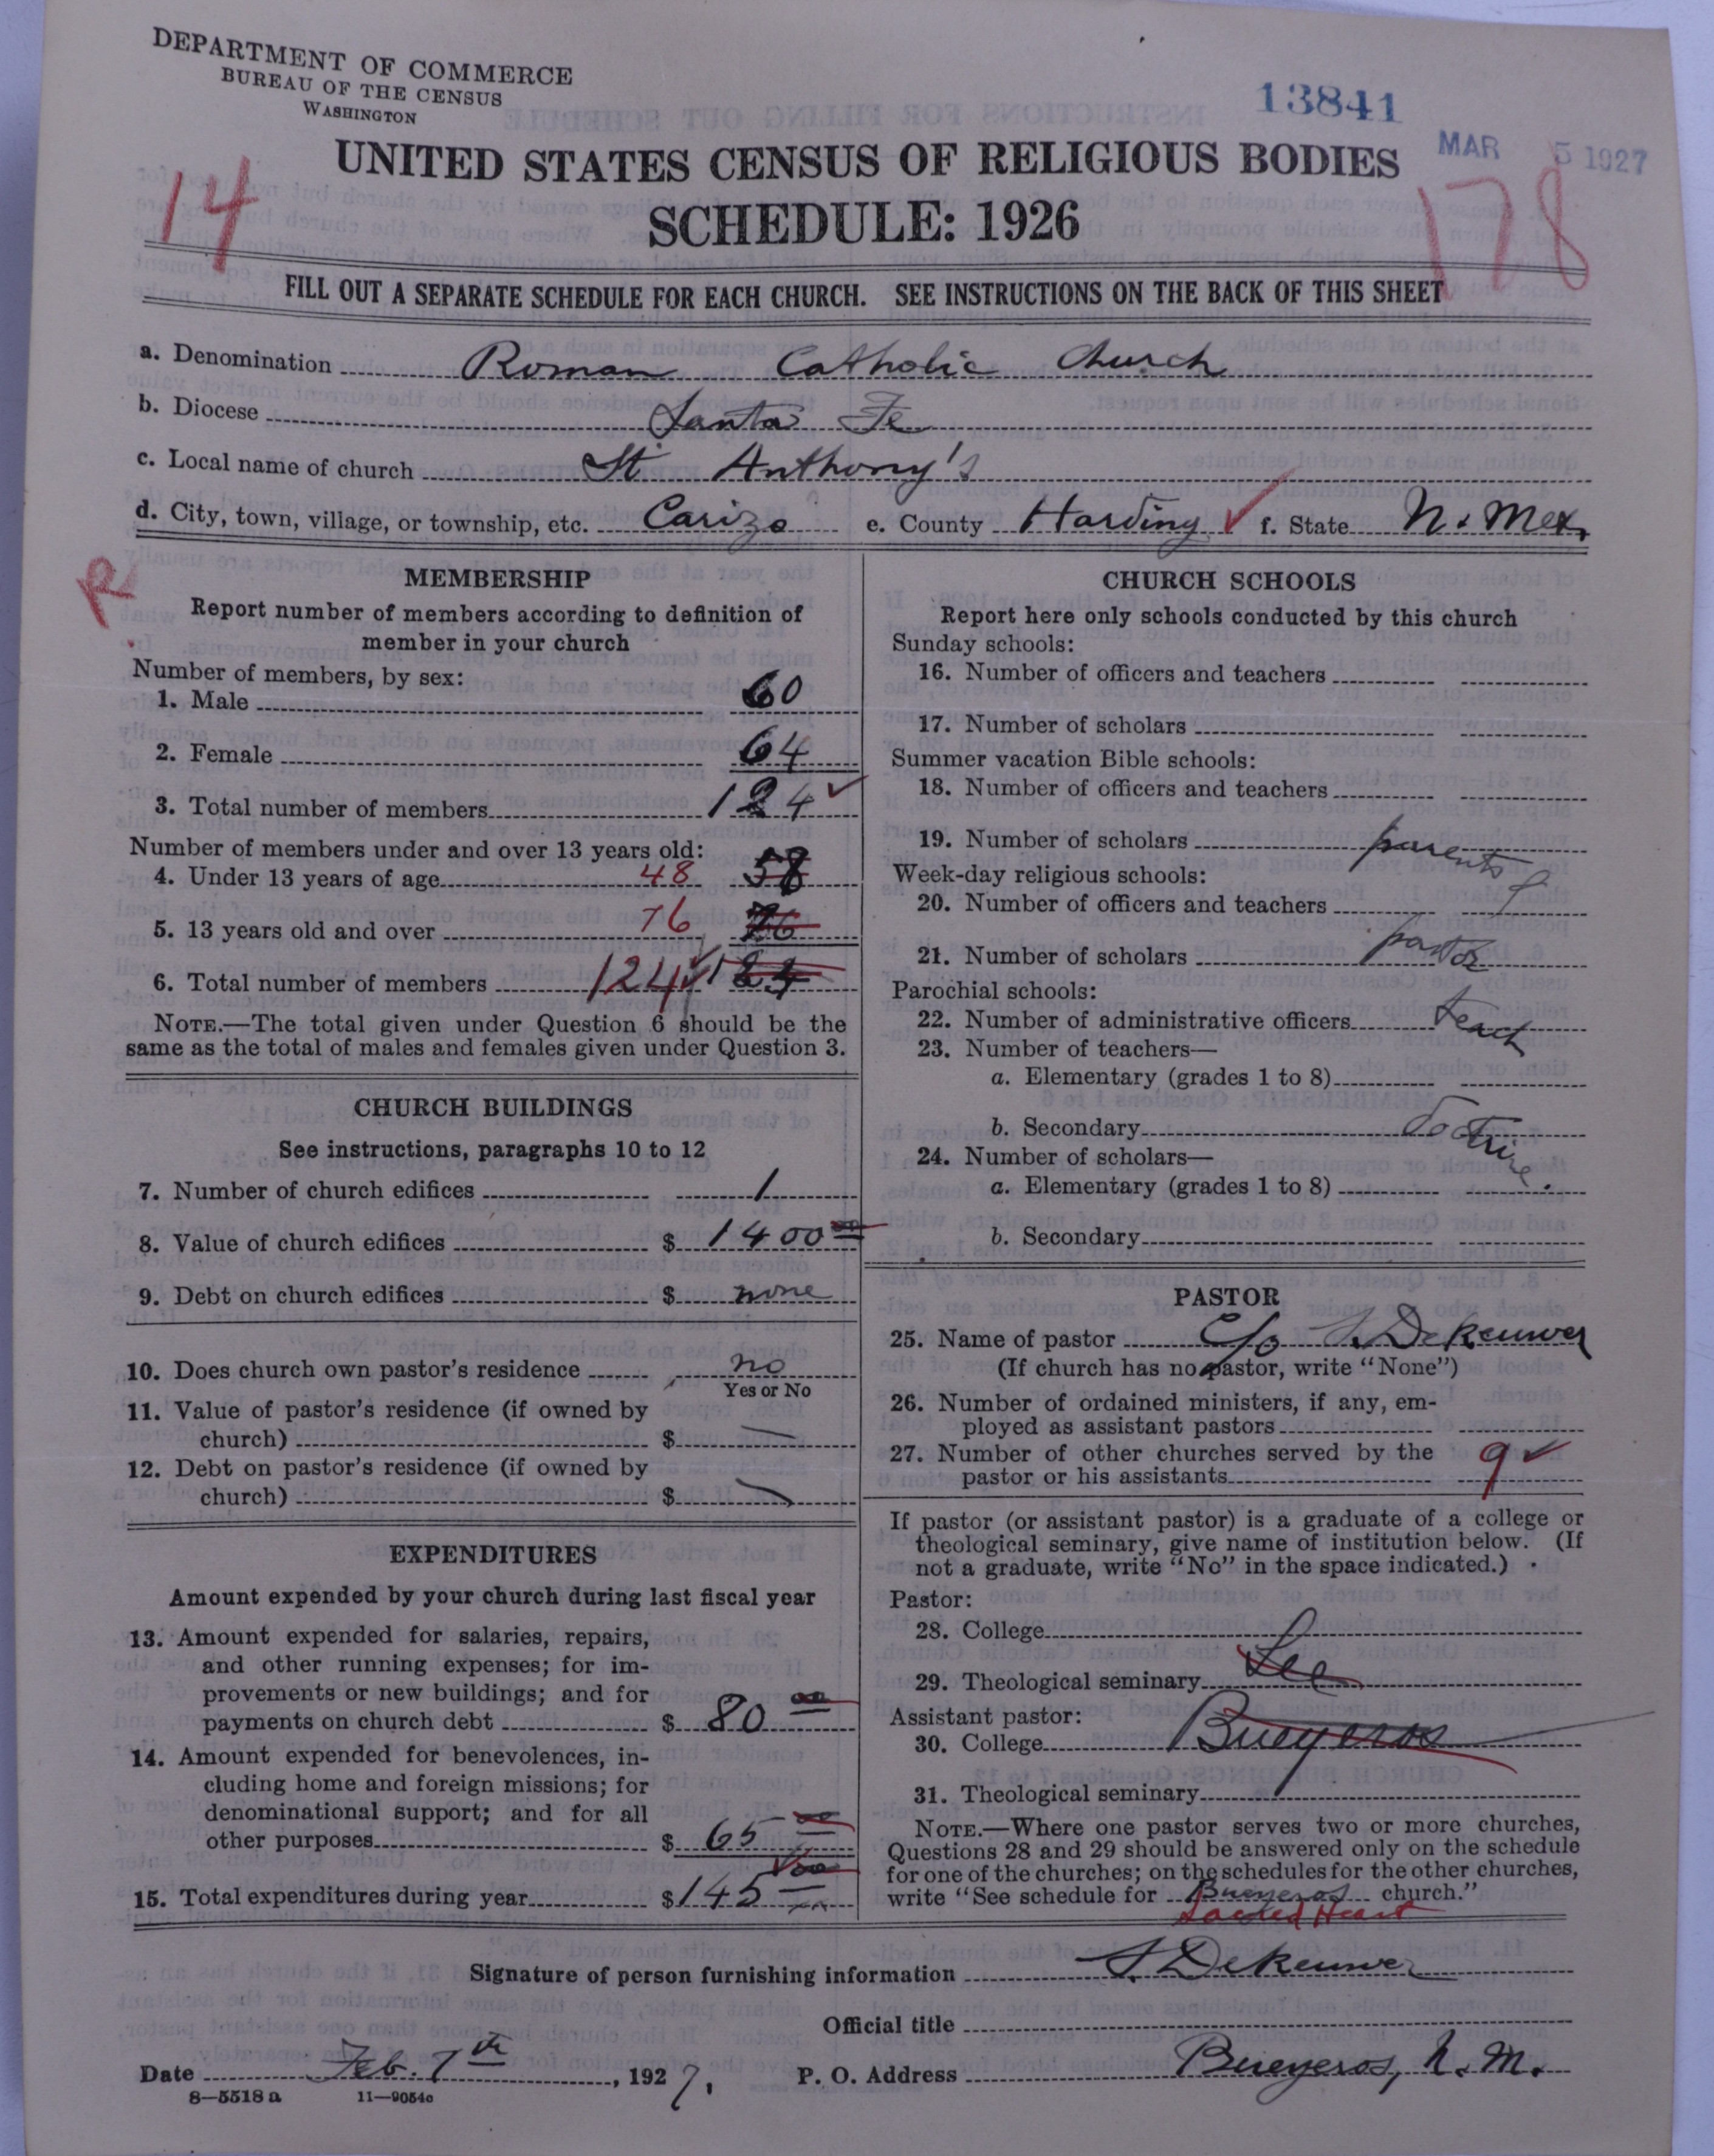 DEPARTMENT OF COMMERCE
BUREAU OF THE CENSUS
WASHINGTON
13841
MAR 5 1927
14
178
UNITED STATES CENSUS OF RELIGIOUS BODIES
SCHEDULE: 1926
FILL OUT A SEPARATE SCHEDULE FOR EACH CHURCH. SEE INSTRUCTIONS ON THE BACK OF THIS SHEET
a. Denomination Roman Catholic Church
b. Diocese Santa Fe
c. Local name of church St Anthony's
d. City, town, village, or township, etc. Carizo e. County Harding ✓ f. State N. Mex.
R
MEMBERSHIP
Report number of members according to definition of
member in your church
Number of members, by sex:
1. Male 60
2. Female 64
3. Total number of members 124 ✓
Number of members under and over 13 years old:
4. Under 13 years of age 48 58
5. 13 years old and over 76 76
6. Total number of members 124 ✓ 124
NOTE.—The total given under Question 6 should be the
same as the total of males and females given under Question 3.
CHURCH BUILDINGS
See instructions, paragraphs 10 to 12
7. Number of church edifices 1
8. Value of church edifices $ 1400 00
9. Debt on church edifices $ none
10. Does church own pastor's residence no
Yes or No
11. Value of pastor's residence (if owned by
church) $ —
12. Debt on pastor's residence (if owned by
church) $ —
EXPENDITURES
Amount expended by your church during last fiscal year
13. Amount expended for salaries, repairs,
and other running expenses; for im-
provements or new buildings; and for
payments on church debt $ 80 00
14. Amount expended for benevolences, in-
cluding home and foreign missions; for
denominational support; and for all
other purposes $ 65 00
15. Total expenditures during year $ 145 00
CHURCH SCHOOLS
Report here only schools conducted by this church
Sunday schools:
16. Number of officers and teachers
17. Number of scholars
Summer vacation Bible schools:
18. Number of officers and teachers
19. Number of scholars parents
Week-day religious schools:
20. Number of officers and teachers
21. Number of scholars pastor
Parochial schools:
22. Number of administrative officers teach
23. Number of teachers—
a. Elementary (grades 1 to 8)
b. Secondary doctrine.
24. Number of scholars—
a. Elementary (grades 1 to 8)
b. Secondary
PASTOR
25. Name of pastor c/o S. Dekeuwer
(If church has no pastor, write "None")
26. Number of ordained ministers, if any, em-
ployed as assistant pastors
27. Number of other churches served by the
pastor or his assistants 9 ✓
If pastor (or assistant pastor) is a graduate of a college or
theological seminary, give name of institution below. (If
not a graduate, write "No" in the space indicated.)
Pastor:
28. College
29. Theological seminary See
Assistant pastor:
30. College Bueyeros
31. Theological seminary
NOTE.—Where one pastor serves two or more churches,
Questions 28 and 29 should be answered only on the schedule
for one of the churches; on the schedules for the other churches,
write "See schedule for Bueyeros church."
Sacred Heart
Signature of person furnishing information S. Dekeuwer
Official title
Date Feb. 7th, 1927, P. O. Address Bueyeros, N. M.
8—5518 a 11—9054c